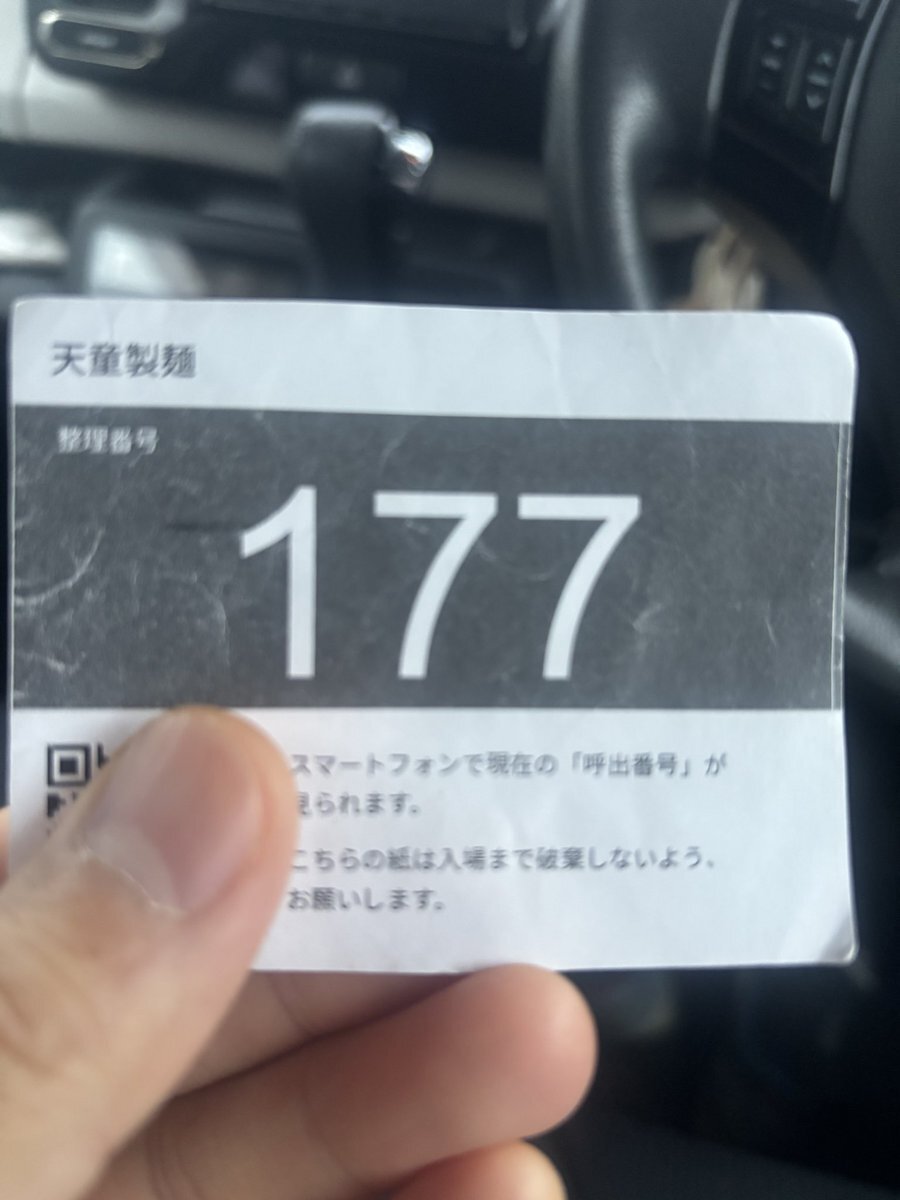 天童製麺
整理番号
177
スマートフォンで現在の「呼出番号」が
見られます。
こちらの紙は入場まで破棄しないよう、
お願いします。